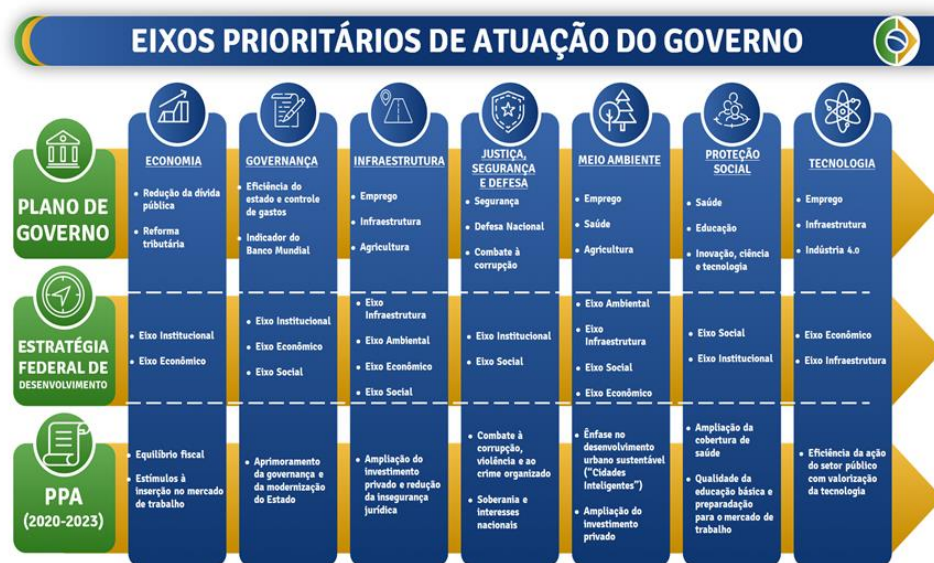 EIXOS PRIORITÁRIOS DE ATUAÇÃO DO GOVERNO
ECONOMIA
GOVERNANÇA
INFRAESTRUTURA
JUSTIÇA,
SEGURANÇA
E DEFESA
MEIO AMBIENTE
PROTEÇÃO
SOCIAL
TECNOLOGIA
PLANO DE
GOVERNO
• Redução da dívida
pública
• Reforma
tributária
• Eficiência do
estado e controle
de gastos
• Indicador do
Banco Mundial
• Emprego
• Infraestrutura
• Agricultura
• Segurança
• Defesa Nacional
• Combate à
corrupção
• Emprego
• Saúde
• Agricultura
• Saúde
• Educação
• Inovação, ciência
e tecnologia
• Emprego
• Infraestrutura
• Indústria 4.0
ESTRATÉGIA
FEDERAL DE
DESENVOLVIMENTO
• Eixo Institucional
• Eixo Econômico
• Eixo Institucional
• Eixo Econômico
• Eixo Social
• Eixo
Infraestrutura
• Eixo Ambiental
• Eixo Econômico
• Eixo Social
• Eixo Institucional
• Eixo Social
• Eixo Ambiental
• Eixo
Infraestrutura
• Eixo Social
• Eixo Econômico
• Eixo Social
• Eixo Institucional
• Eixo Econômico
• Eixo Infraestrutura
PPA
(2020-2023)
• Equilíbrio fiscal
• Estímulos à
inserção no mercado
de trabalho
• Aprimoramento
da governança e
da modernização
do Estado
• Ampliação do
investimento
privado e redução
da insegurança
jurídica
• Combate à
corrupção,
violência e ao
crime organizado
• Soberania e
interesses
nacionais
• Ênfase no
desenvolvimento
urbano sustentável
("Cidades
Inteligentes")
• Ampliação do
investimento
privado
• Ampliação da
cobertura de
saúde
• Qualidade da
educação básica e
preparadação
para o mercado de
trabalho
• Eficiência da ação
do setor público
com valorização
da tecnologia